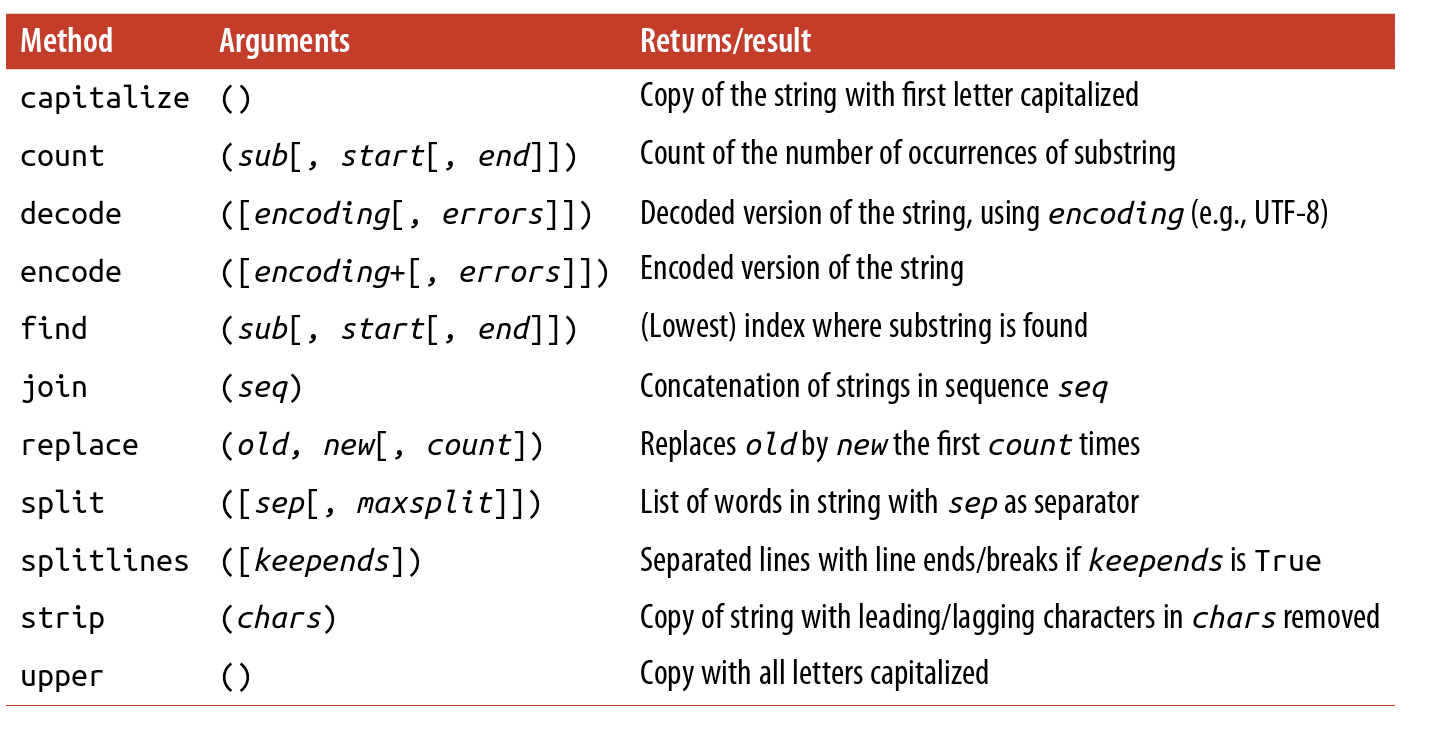 Method Arguments Returns/result
capitalize () Copy of the string with first letter capitalized
count (sub[, start[, end]]) Count of the number of occurrences of substring
decode ([encoding[, errors]]) Decoded version of the string, using encoding (e.g., UTF-8)
encode ([encoding+[, errors]]) Encoded version of the string
find (sub[, start[, end]]) (Lowest) index where substring is found
join (seq) Concatenation of strings in sequence seq
replace (old, new[, count]) Replaces old by new the first count times
split ([sep[, maxsplit]]) List of words in string with sep as separator
splitlines ([keepends]) Separated lines with line ends/breaks if keepends is True
strip (chars) Copy of string with leading/lagging characters in chars removed
upper () Copy with all letters capitalized